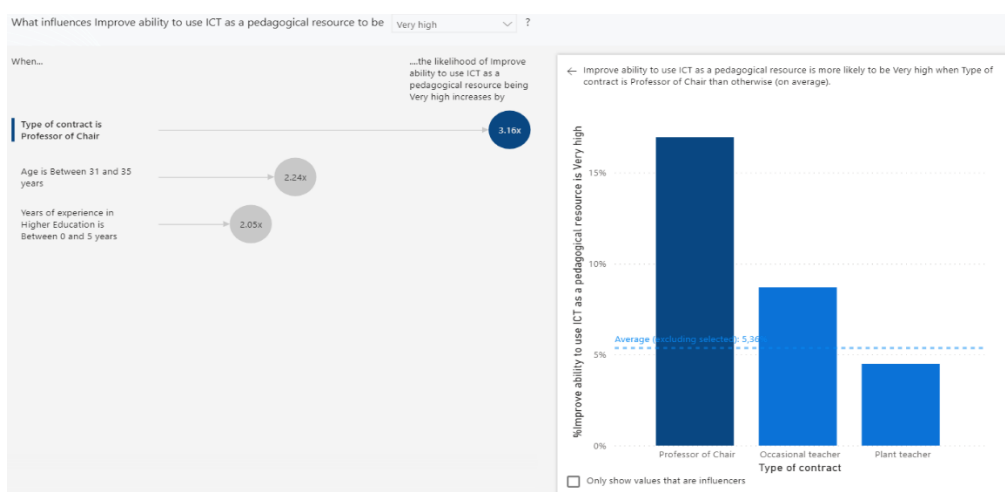 What influences Improve ability to use ICT as a pedagogical resource to be Very high ?
When...
....the likelihood of Improve
ability to use ICT as a
pedagogical resource being
Very high increases by
Type of contract is
Professor of Chair
3.16x
Age is Between 31 and 35
years
2.24x
Years of experience in
Higher Education is
Between 0 and 5 years
2.05x
← Improve ability to use ICT as a pedagogical resource is more likely to be Very high when Type of
contract is Professor of Chair than otherwise (on average).
%Improve ability to use ICT as a pedagogical resource is Very high
15%
10%
Average (excluding selected): 5,36
5%
0%
Professor of Chair
Occasional teacher
Plant teacher
Type of contract
Only show values that are influencers